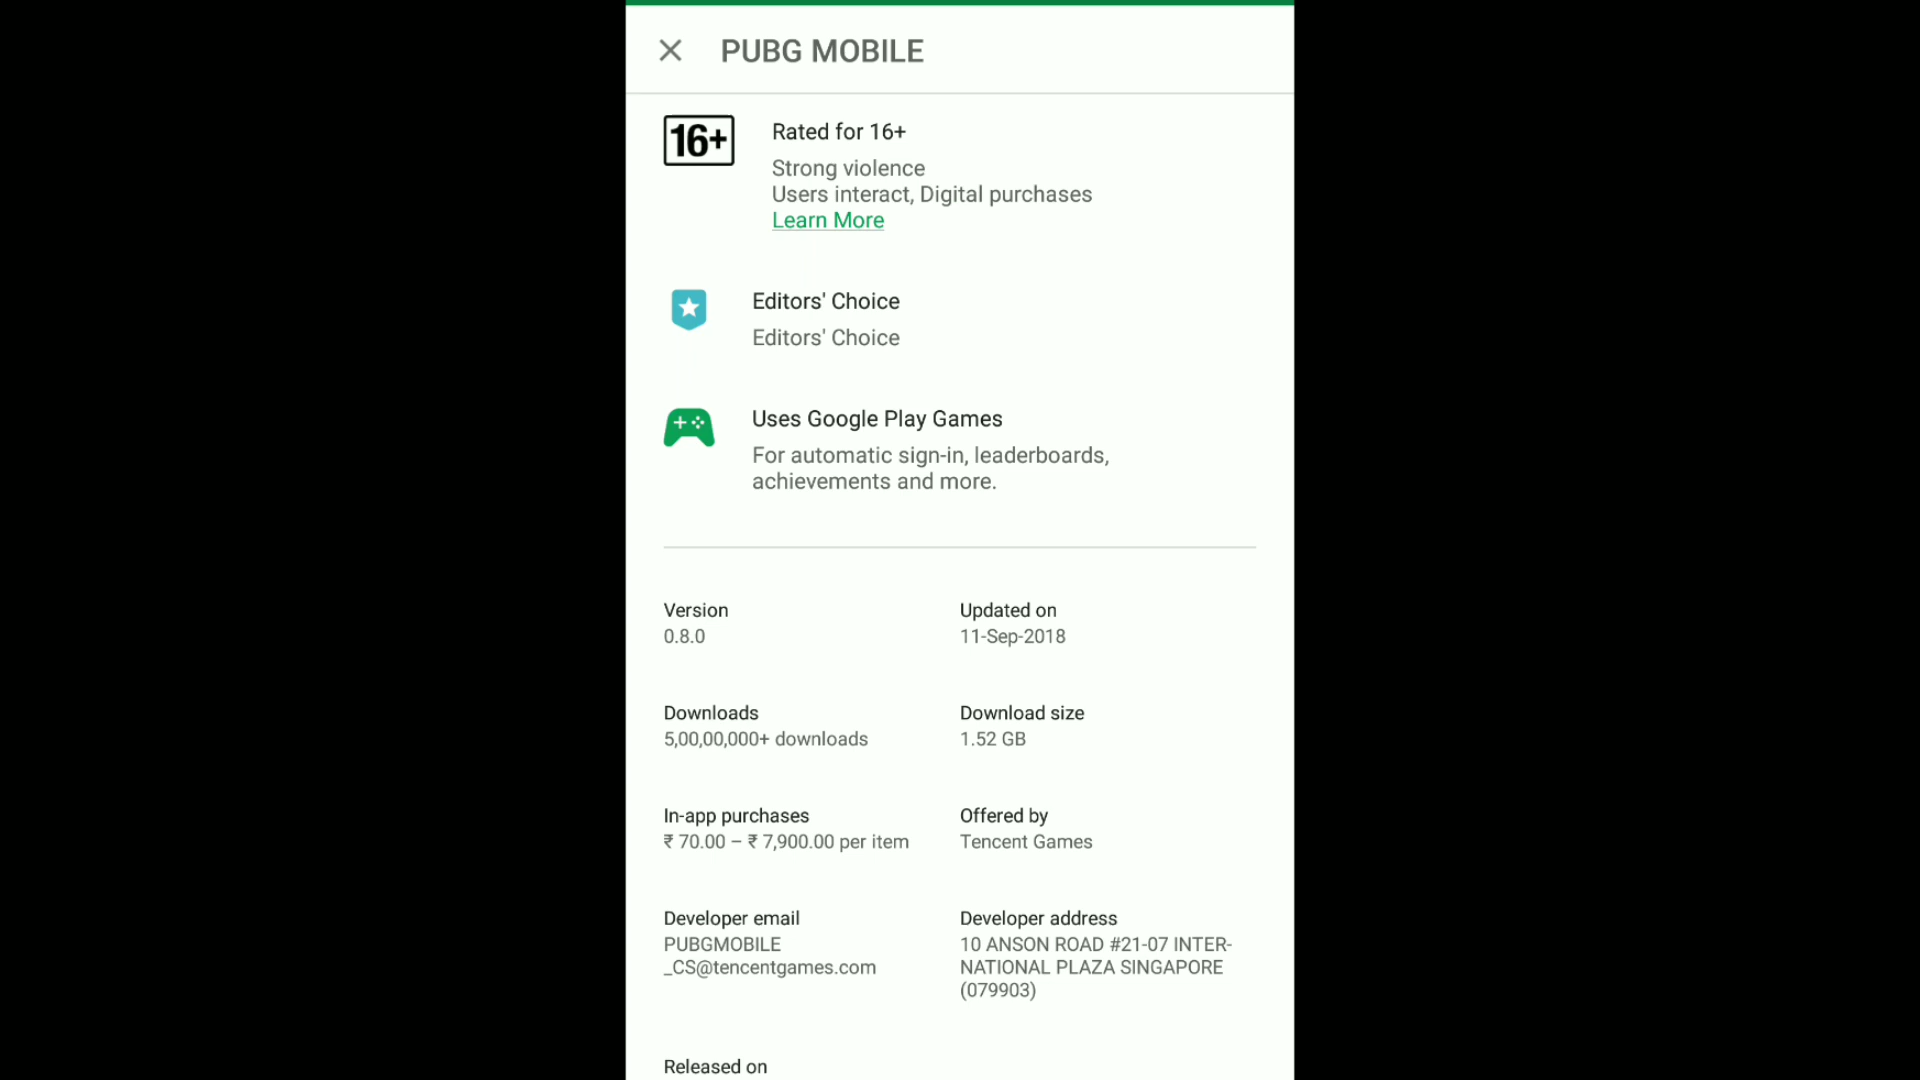 PUBG MOBILE
16+
Rated for 16+
Strong violence
Users interact, Digital purchases
Learn More
Editors' Choice
Editors' Choice
Uses Google Play Games
For automatic sign-in, leaderboards,
achievements and more.
Version
0.8.0
Updated on
11-Sep-2018
Downloads
5,00,00,000+ downloads
Download size
1.52 GB
In-app purchases
₹ 70.00 – ₹ 7,900.00 per item
Offered by
Tencent Games
Developer email
PUBGMOBILE
_CS@tencentgames.com
Developer address
10 ANSON ROAD #21-07 INTER-
NATIONAL PLAZA SINGAPORE
(079903)
Released on